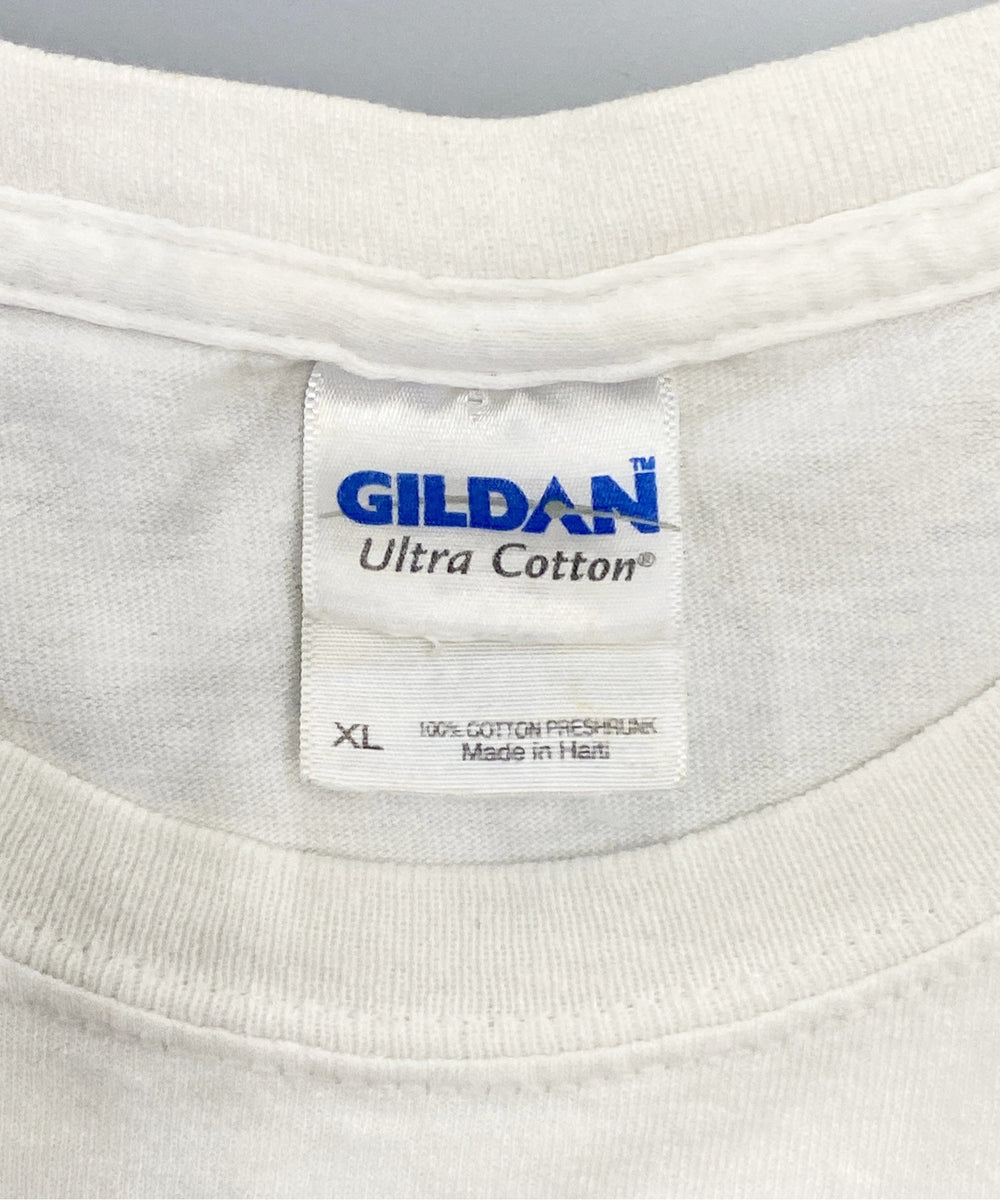 GILDAN™
Ultra Cotton®
XL
100% COTTON PRESHRUNK
Made in Haiti